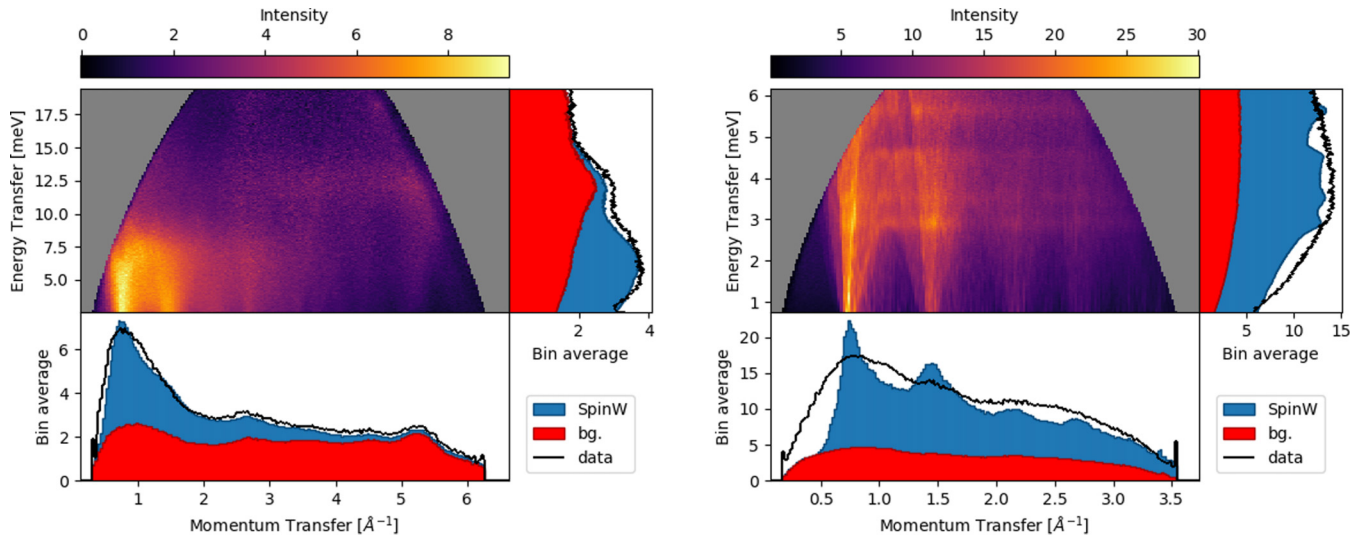 Intensity
0 2 4 6 8
Energy Transfer [meV]
17.5
15.0
12.5
10.0
7.5
5.0
2 4
Bin average
Bin average
6
4
2
0
1 2 3 4 5 6
Momentum Transfer [Å⁻¹]
SpinW
bg.
data
Intensity
5 10 15 20 25 30
Energy Transfer [meV]
6
5
4
3
2
1
5 10 15
Bin average
Bin average
20
15
10
5
0
0.5 1.0 1.5 2.0 2.5 3.0 3.5
Momentum Transfer [Å⁻¹]
SpinW
bg.
data